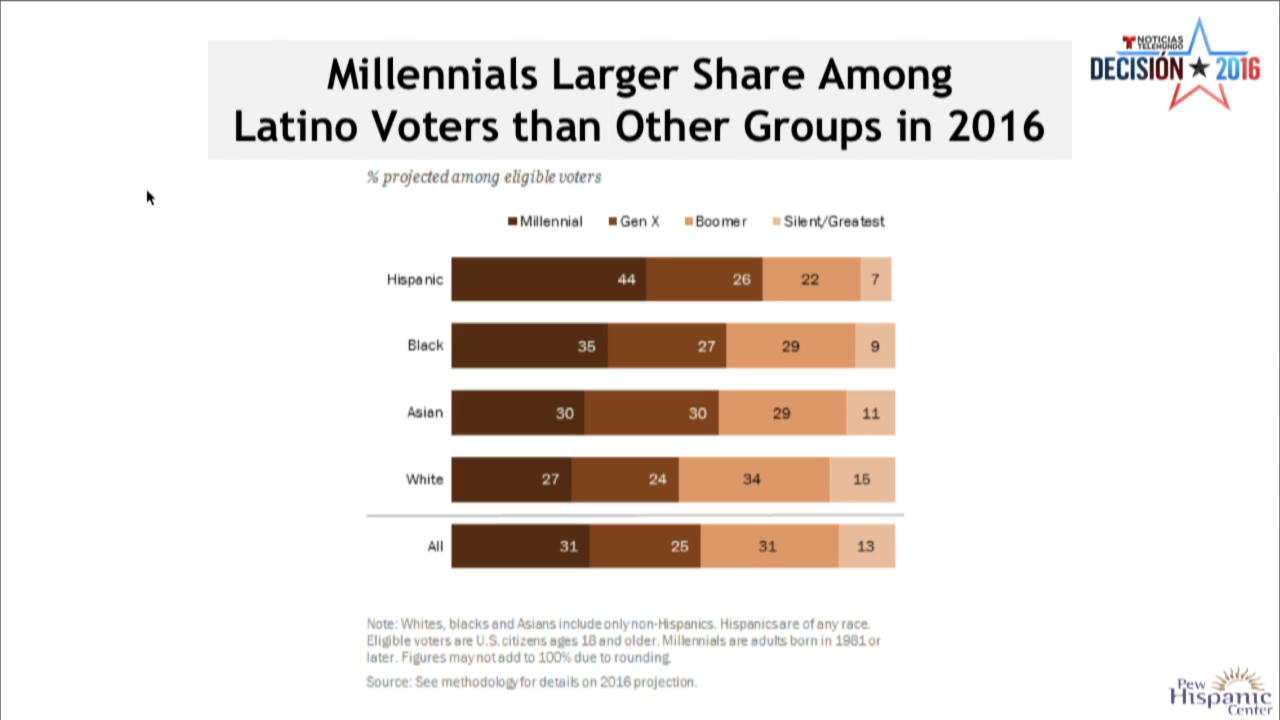 NOTICIAS
TELEMUNDO
DECISIÓN ★ 2016
Millennials Larger Share Among
Latino Voters than Other Groups in 2016
% projected among eligible voters
Millennial Gen X Boomer Silent/Greatest
Hispanic 44 26 22 7
Black 35 27 29 9
Asian 30 30 29 11
White 27 24 34 15
All 31 25 31 13
Note: Whites, blacks and Asians include only non-Hispanics. Hispanics are of any race.
Eligible voters are U.S. citizens ages 18 and older. Millennials are adults born in 1981 or
later. Figures may not add to 100% due to rounding.
Source: See methodology for details on 2016 projection.
Pew
Hispanic
Center